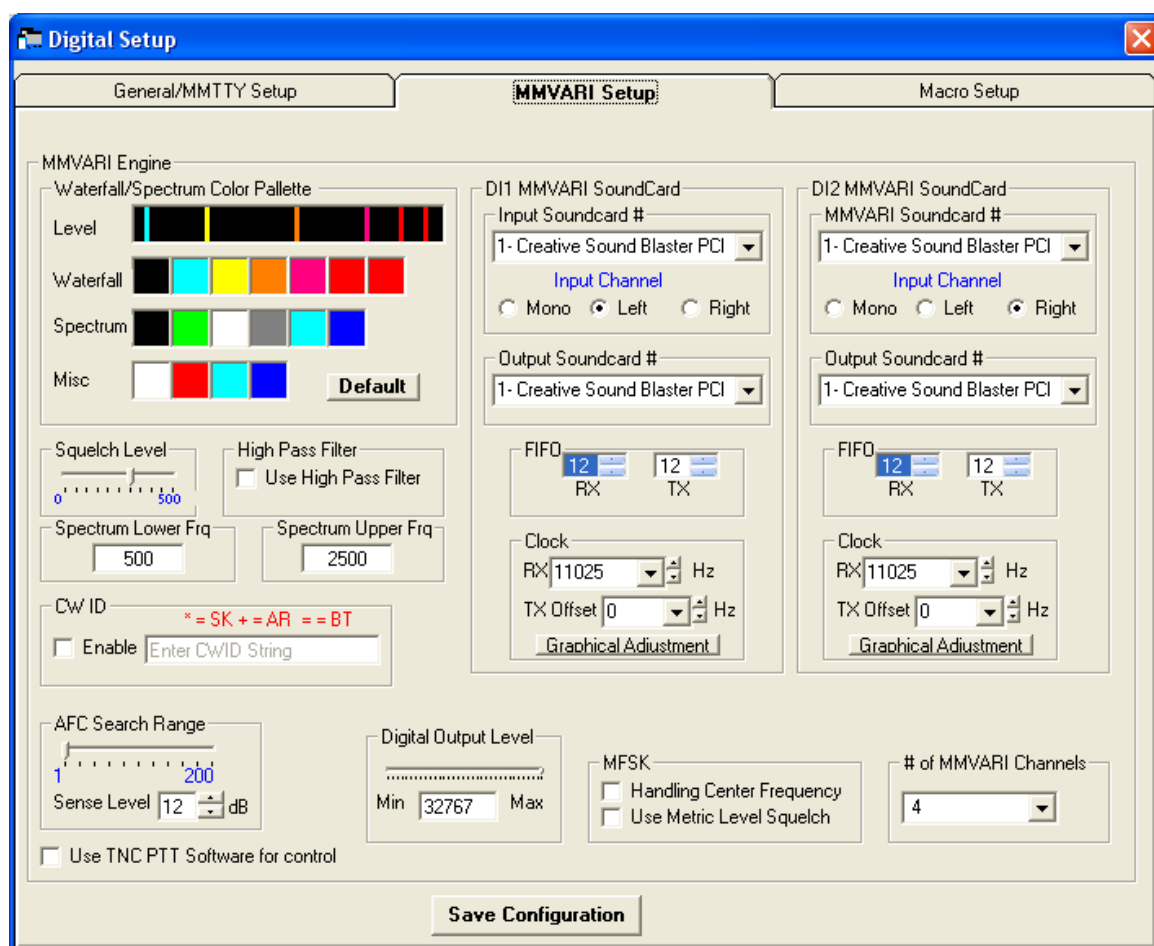 Digital Setup
General/MMTTY Setup
MMVARI Setup
Macro Setup
MMVARI Engine
Waterfall/Spectrum Color Pallette
Level
Waterfall
Spectrum
Misc
Default
Squelch Level
0
500
High Pass Filter
Use High Pass Filter
Spectrum Lower Frq
500
Spectrum Upper Frq
2500
CW ID
* = SK + = AR = = BT
Enable
Enter CWID String
AFC Search Range
1
200
Sense Level
12
dB
Use TNC PTT Software for control
DI1 MMVARI SoundCard
Input Soundcard #
1- Creative Sound Blaster PCI
Input Channel
Mono
Left
Right
Output Soundcard #
1- Creative Sound Blaster PCI
FIFO
12
12
RX
TX
Clock
RX
11025
Hz
TX Offset
0
Hz
Graphical Adjustment
DI2 MMVARI SoundCard
MMVARI Soundcard #
1- Creative Sound Blaster PCI
Input Channel
Mono
Left
Right
Output Soundcard #
1- Creative Sound Blaster PCI
FIFO
12
12
RX
TX
Clock
RX
11025
Hz
TX Offset
0
Hz
Graphical Adjustment
Digital Output Level
Min
32767
Max
MFSK
Handling Center Frequency
Use Metric Level Squelch
# of MMVARI Channels
4
Save Configuration